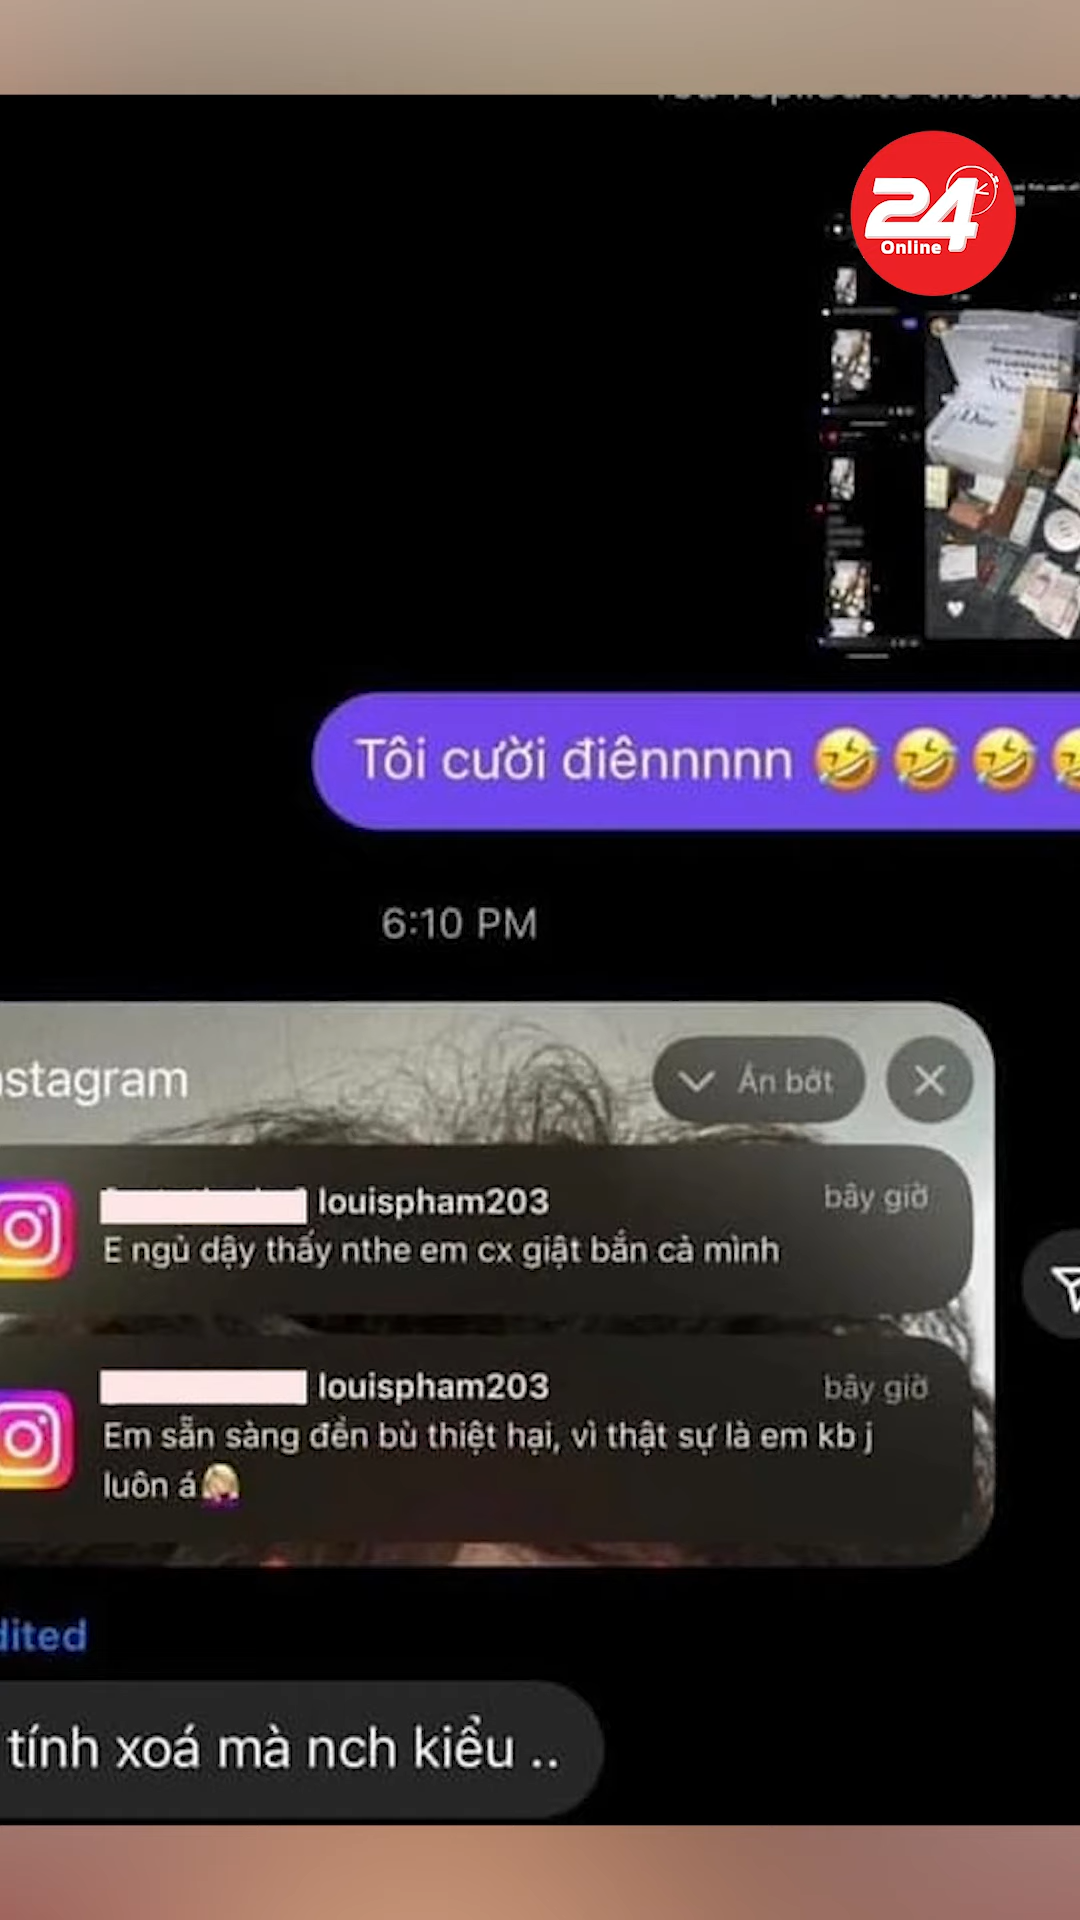 24
Online
Dior
Tôi cười điênnnnn 🤣🤣🤣🤣
6:10 PM
nstagram
Ẩn bớt
louispham203
bây giờ
E ngủ dậy thấy nthe em cx giật bắn cả mình
louispham203
bây giờ
Em sẵn sàng đền bù thiệt hại, vì thật sự là em kb j
luôn á🤦🏼‍♀️
dited
tính xoá mà nch kiểu ..